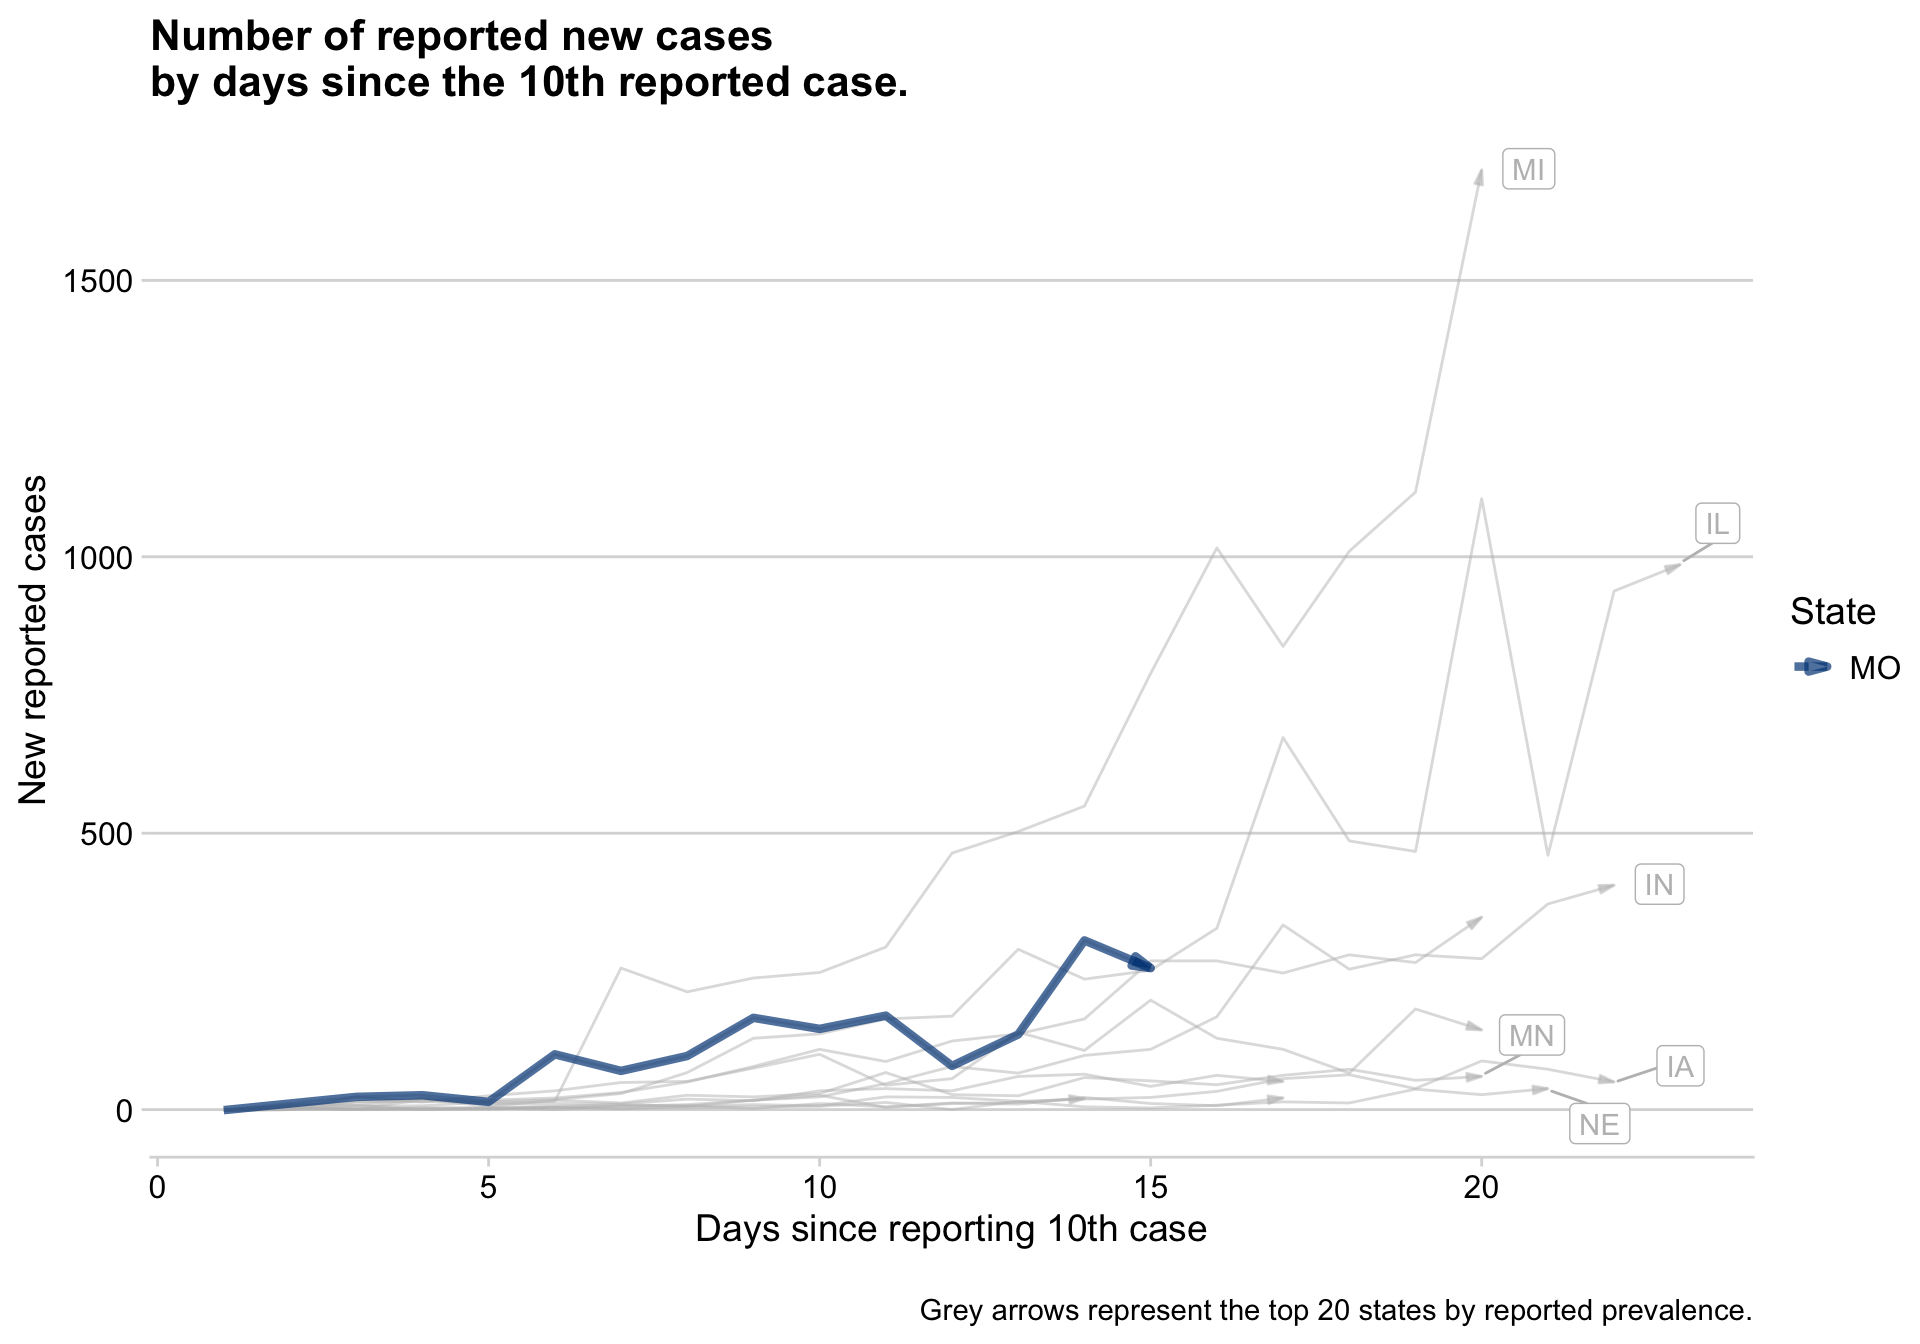 Number of reported new cases
by days since the 10th reported case.
MI
1500
IL
1000
New reported cases
State
MO
500
IN
MN
IA
NE
0
0 5 10 15 20
Days since reporting 10th case
Grey arrows represent the top 20 states by reported prevalence.